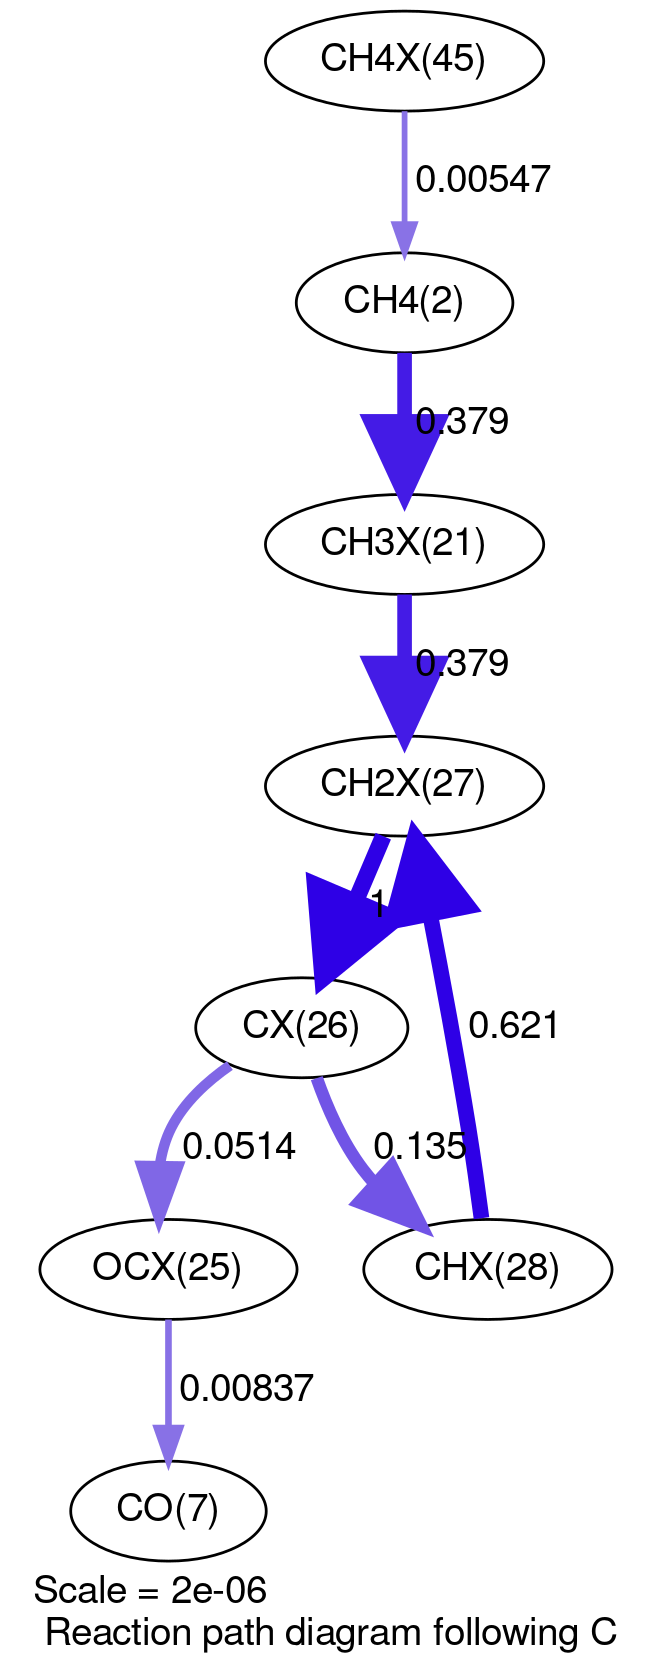 CH4X(45)
0.00547
CH4(2)
0.379
CH3X(21)
0.379
CH2X(27)
1
CX(26)
0.621
0.0514
0.135
OCX(25)
CHX(28)
0.00837
CO(7)
Scale = 2e-06
Reaction path diagram following C